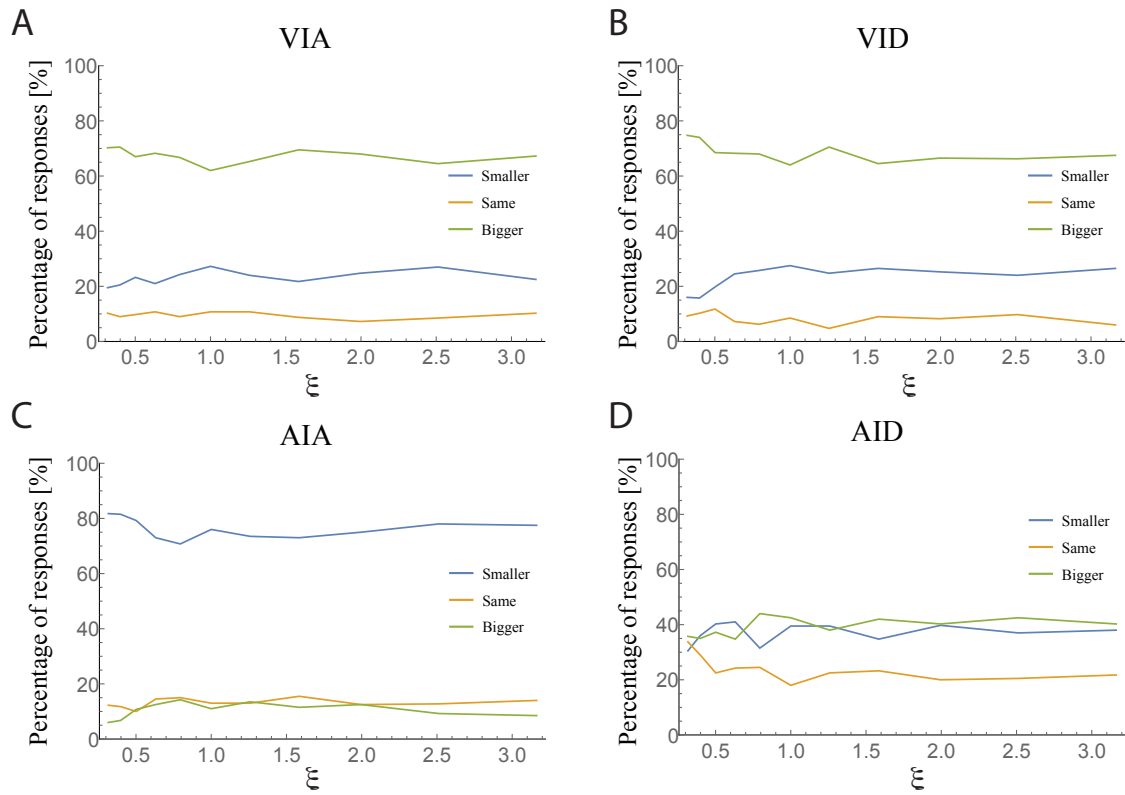 A
VIA
Percentage of responses [%]
100
80
60
40
20
0
Smaller
Same
Bigger
0.5 1.0 1.5 2.0 2.5 3.0
ξ
B
VID
Percentage of responses [%]
100
80
60
40
20
0
Smaller
Same
Bigger
0.5 1.0 1.5 2.0 2.5 3.0
ξ
C
AIA
Percentage of responses [%]
100
80
60
40
20
0
Smaller
Same
Bigger
0.5 1.0 1.5 2.0 2.5 3.0
ξ
D
AID
Percentage of responses [%]
100
80
60
40
20
0
Smaller
Same
Bigger
0.5 1.0 1.5 2.0 2.5 3.0
ξ